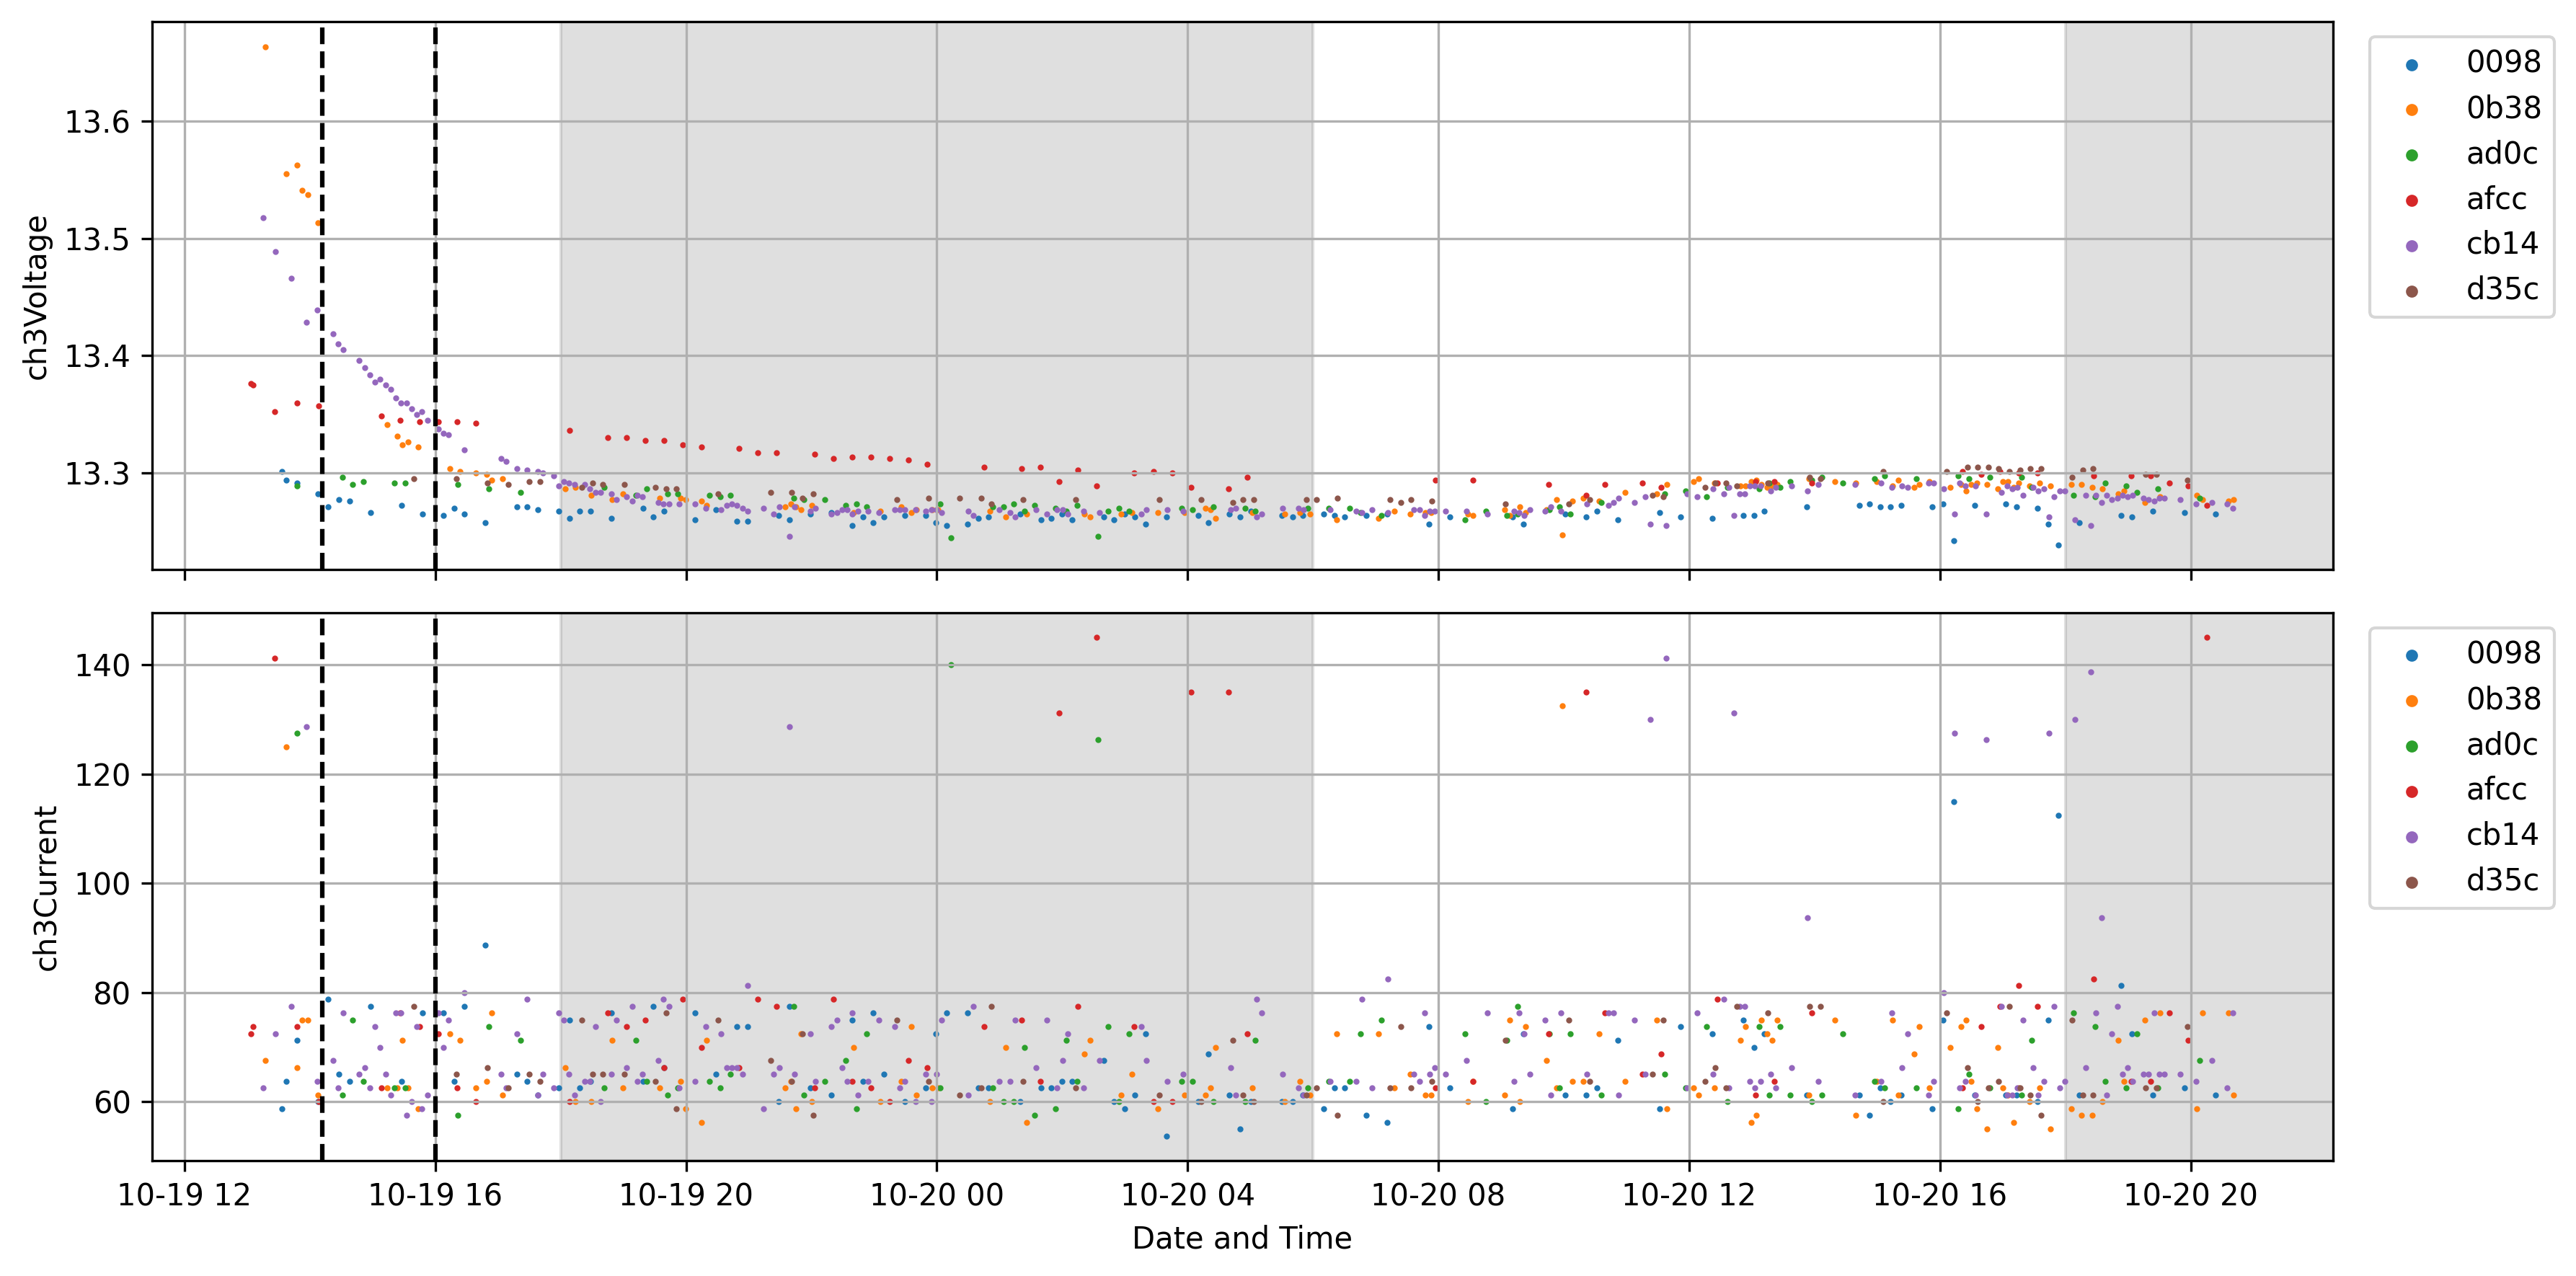 ch3Voltage
13.6
13.5
13.4
13.3
0098
0b38
ad0c
afcc
cb14
d35c
ch3Current
140
120
100
80
60
0098
0b38
ad0c
afcc
cb14
d35c
10-19 12
10-19 16
10-19 20
10-20 00
10-20 04
10-20 08
10-20 12
10-20 16
10-20 20
Date and Time